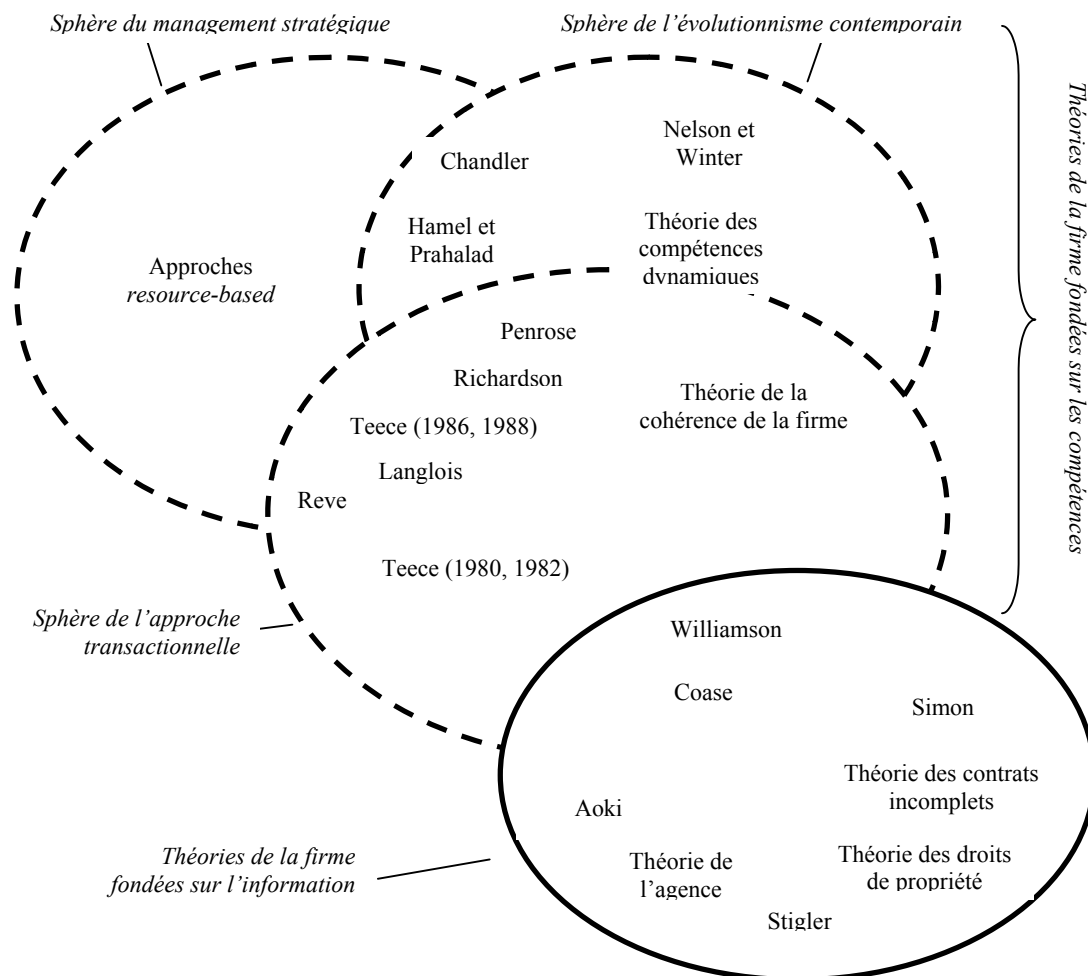 Sphère du management stratégique
Sphère de l'évolutionnisme contemporain
Théories de la firme fondées sur les compétences
Chandler
Nelson et
Winter
Hamel et
Prahalad
Théorie des
compétences
dynamiques
Approches
resource-based
Penrose
Richardson
Théorie de la
cohérence de la firme
Teece (1986, 1988)
Langlois
Reve
Teece (1980, 1982)
Sphère de l'approche
transactionnelle
Williamson
Coase
Simon
Théorie des contrats
incomplets
Aoki
Théories de la firme
fondées sur l'information
Théorie de
l'agence
Théorie des droits
de propriété
Stigler